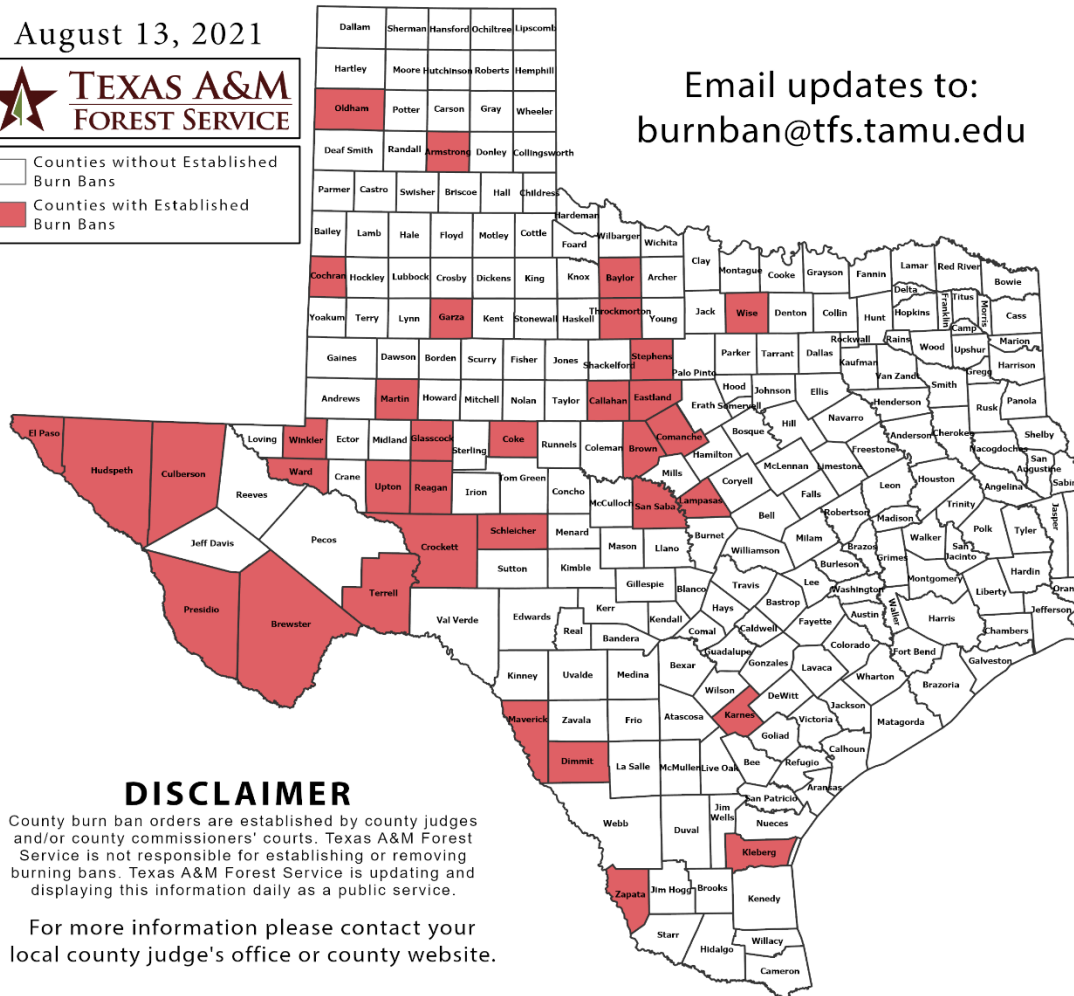 August 13, 2021
TEXAS A&M
FOREST SERVICE
Counties without Established
Burn Bans
Counties with Established
Burn Bans
Email updates to:
burnban@tfs.tamu.edu
Dallam Sherman Hansford Ochiltree Lipscomb
Hartley Moore Hutchinson Roberts Hemphill
Oldham Potter Carson Gray Wheeler
Deaf Smith Randall Armstrong Donley Collingsworth
Parmer Castro Swisher Briscoe Hall Childress
Hardeman
Bailey Lamb Hale Floyd Motley Cottle Foard Wilbarger Wichita
Clay Montague Cooke Grayson Fannin Lamar Red River Bowie
Cochran Hockley Lubbock Crosby Dickens King Knox Baylor Archer
Delta Franklin Titus Morris Cass
Yoakum Terry Lynn Garza Kent Stonewall Haskell Throckmorton Young Jack Wise Denton Collin Hunt Hopkins
Camp Marion
Rockwall Rains Wood Upshur Harrison
Gaines Dawson Borden Scurry Fisher Jones Shackelford Stephens Palo Pinto Parker Tarrant Dallas Kaufman Van Zandt Gregg
Smith
Andrews Martin Howard Mitchell Nolan Taylor Callahan Eastland Erath Hood Somervell Johnson Ellis Henderson Rusk Panola
El Paso Hudspeth Culberson Loving Winkler Ector Midland Glasscock Sterling Coke Runnels Coleman Brown Comanche Hamilton Bosque Hill Navarro Freestone Anderson Cherokee Nacogdoches Shelby
San
Augustine
Sabin
Reeves Ward Crane Upton Reagan Irion Tom Green Concho McCulloch San Saba Mills Lampasas Coryell McLennan Limestone Falls Leon Houston Angelina
Trinity Jasper
Jeff Davis Pecos Crockett Schleicher Menard Mason Llano Burnet Bell Milam Robertson Madison Walker Polk Tyler
San
Jacinto
Sutton Kimble Williamson Brazos Grimes
Burleson
Presidio Brewster Terrell Gillespie Blanco Travis Lee Washington Montgomery Liberty Hardin
Oran
Val Verde Edwards Real Kerr Kendall Bandera Comal Hays Bastrop Caldwell Fayette Austin Waller Harris Jefferson
Chambers
Kinney Uvalde Medina Bexar Guadalupe Gonzales Lavaca Colorado Fort Bend Galveston
Wharton Brazoria
Maverick Zavala Frio Atascosa Wilson Karnes DeWitt Jackson Matagorda
Victoria
Goliad Calhoun
Dimmit La Salle McMullen Live Oak Bee Refugio
Aransas
San Patricio
Webb Duval Jim
Wells Nueces
Kleberg
Zapata Jim Hogg Brooks Kenedy
Starr Hidalgo Willacy
Cameron
DISCLAIMER
County burn ban orders are established by county judges
and/or county commissioners' courts. Texas A&M Forest
Service is not responsible for establishing or removing
burning bans. Texas A&M Forest Service is updating and
displaying this information daily as a public service.
For more information please contact your
local county judge's office or county website.